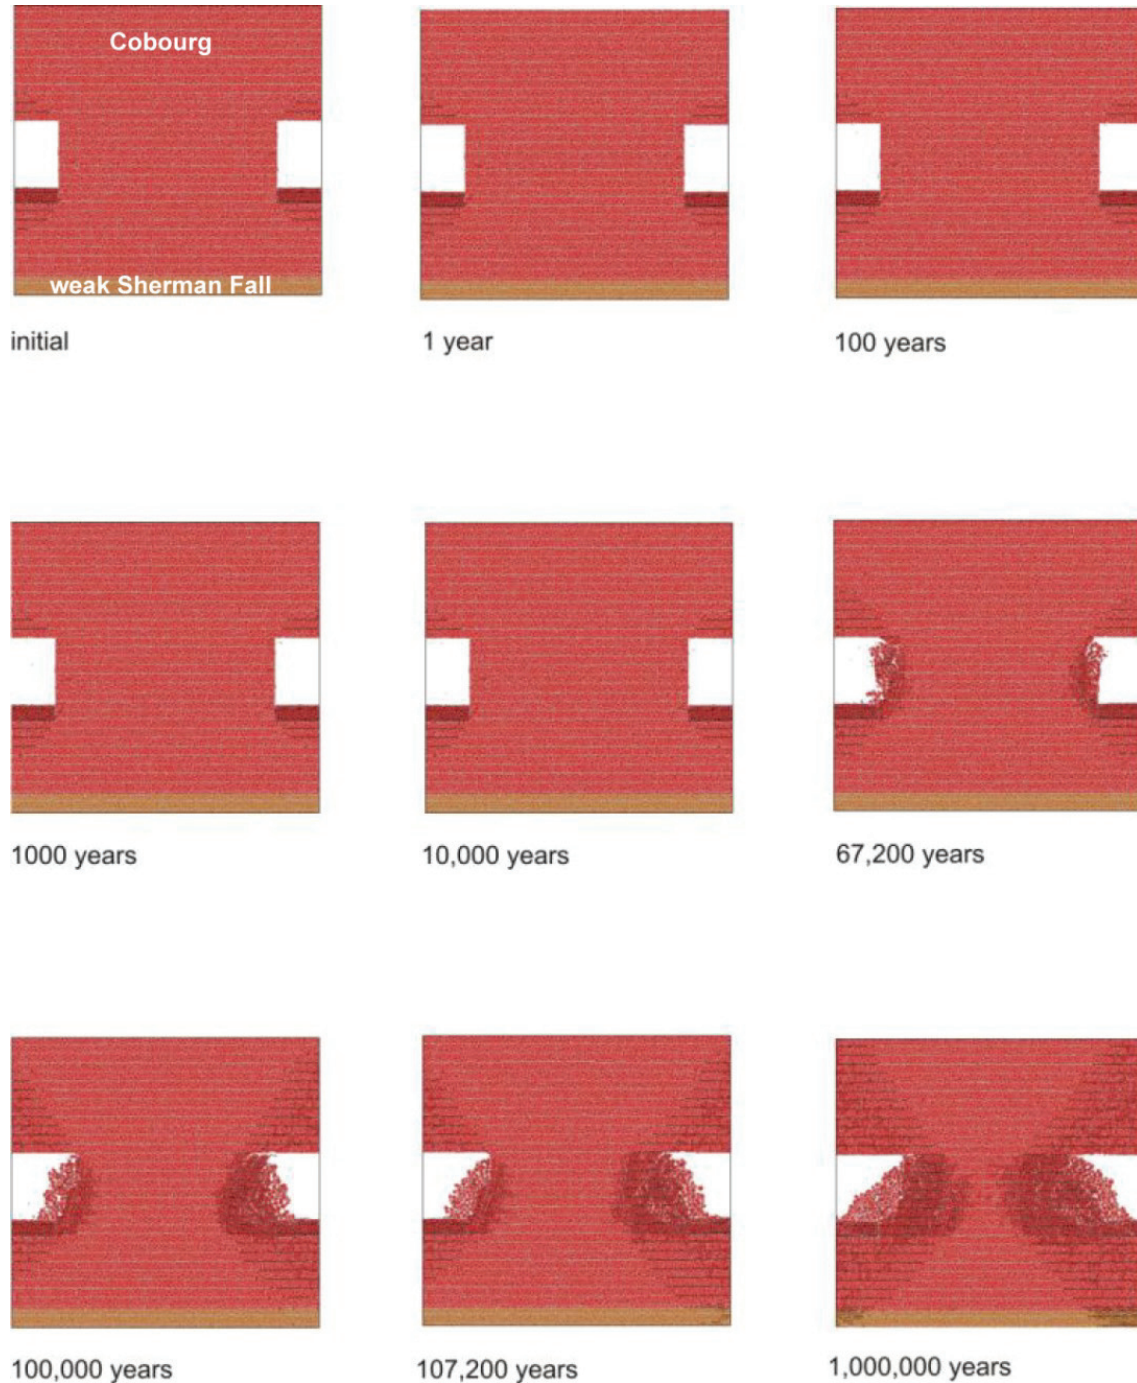 Cobourg
weak Sherman Fall
initial
1 year
100 years
1000 years
10,000 years
67,200 years
100,000 years
107,200 years
1,000,000 years